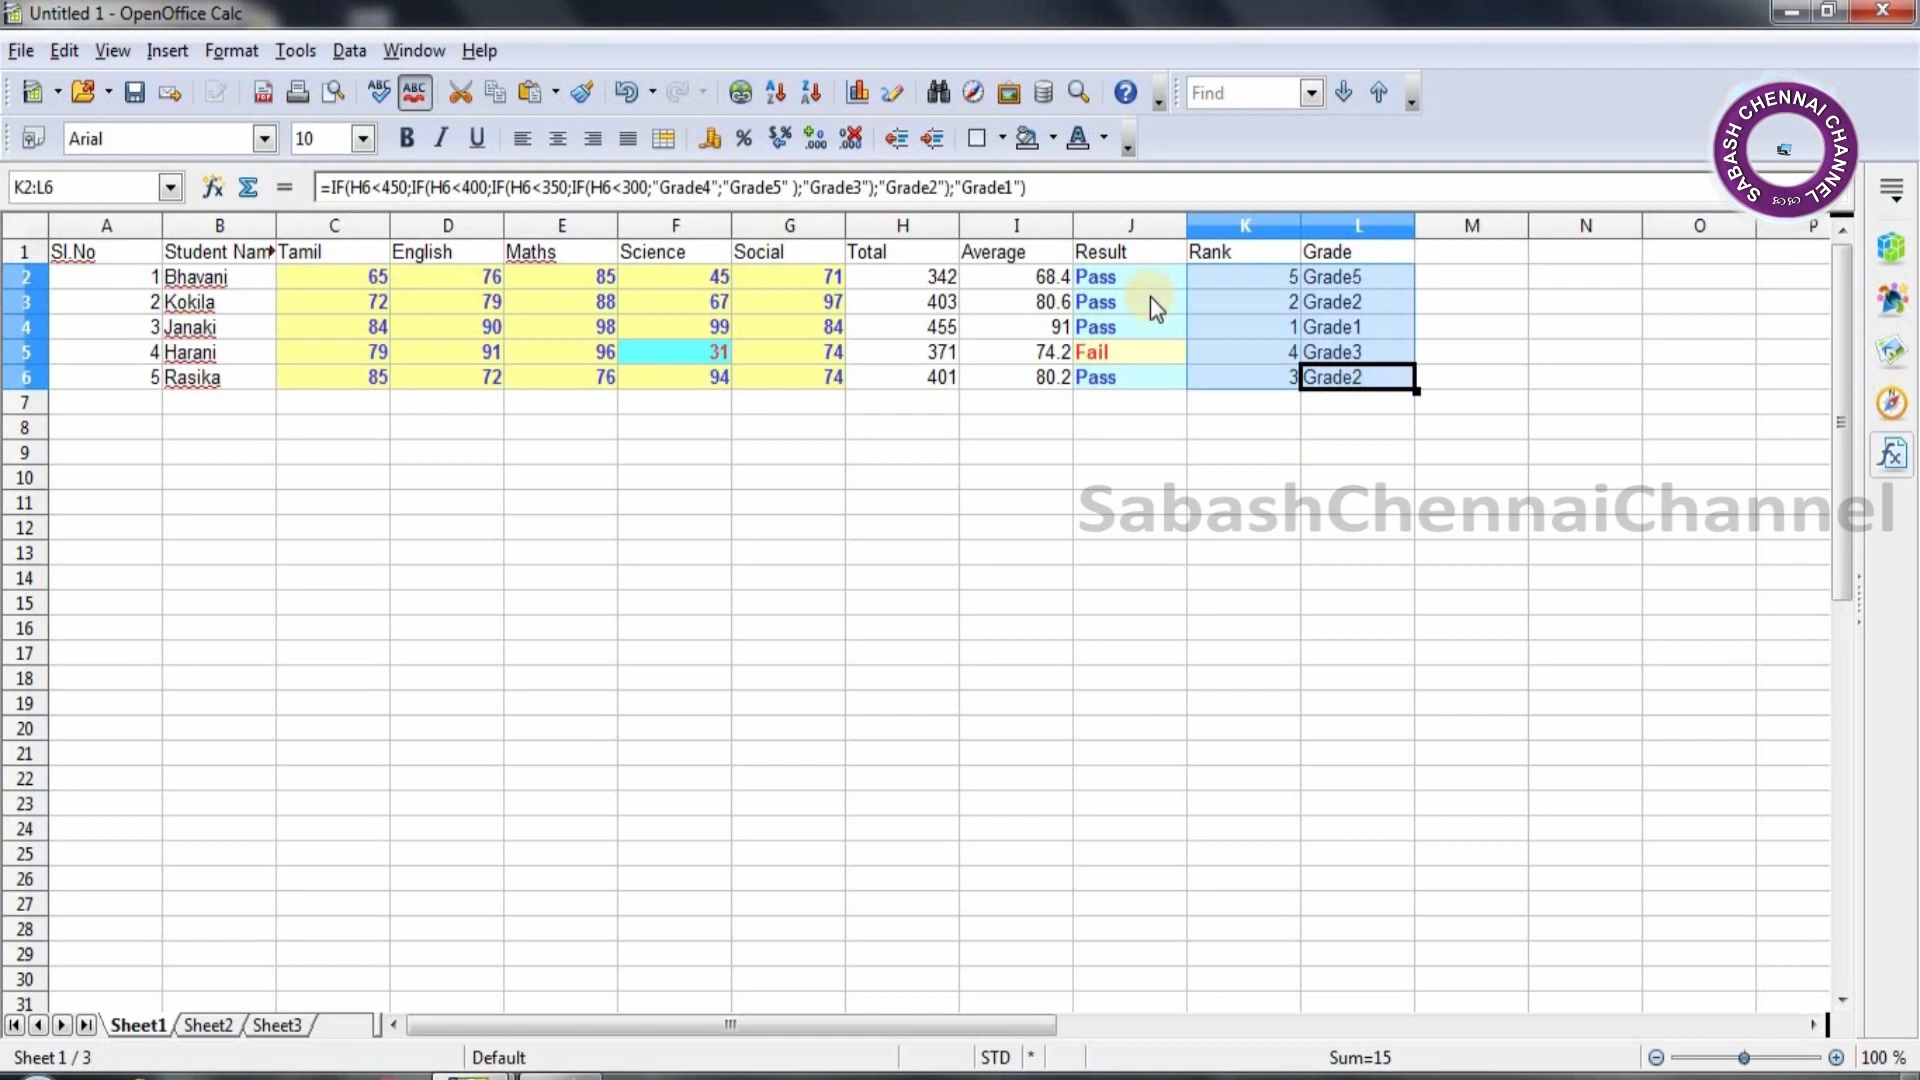 Untitled 1 - OpenOffice Calc
File Edit View Insert Format Tools Data Window Help
Find
Arial 10
K2:L6 =IF(H6<450;IF(H6<400;IF(H6<350;IF(H6<300;"Grade4";"Grade5" );"Grade3");"Grade2");"Grade1")
SABASH CHENNAI CHANNEL
A B C D E F G H I J K L M N O P
1 Sl.No Student Nam Tamil English Maths Science Social Total Average Result Rank Grade
2 1 Bhavani 65 76 85 45 71 342 68.4 Pass 5 Grade5
3 2 Kokila 72 79 88 67 97 403 80.6 Pass 2 Grade2
4 3 Janaki 84 90 98 99 84 455 91 Pass 1 Grade1
5 4 Harani 79 91 96 31 74 371 74.2 Fail 4 Grade3
6 5 Rasika 85 72 76 94 74 401 80.2 Pass 3 Grade2
7
8
9
10
11
SabashChennaiChannel
12
13
14
15
16
17
18
19
20
21
22
23
24
25
26
27
28
29
30
31
Sheet1 Sheet2 Sheet3
Sheet 1 / 3 Default STD * Sum=15 100 %